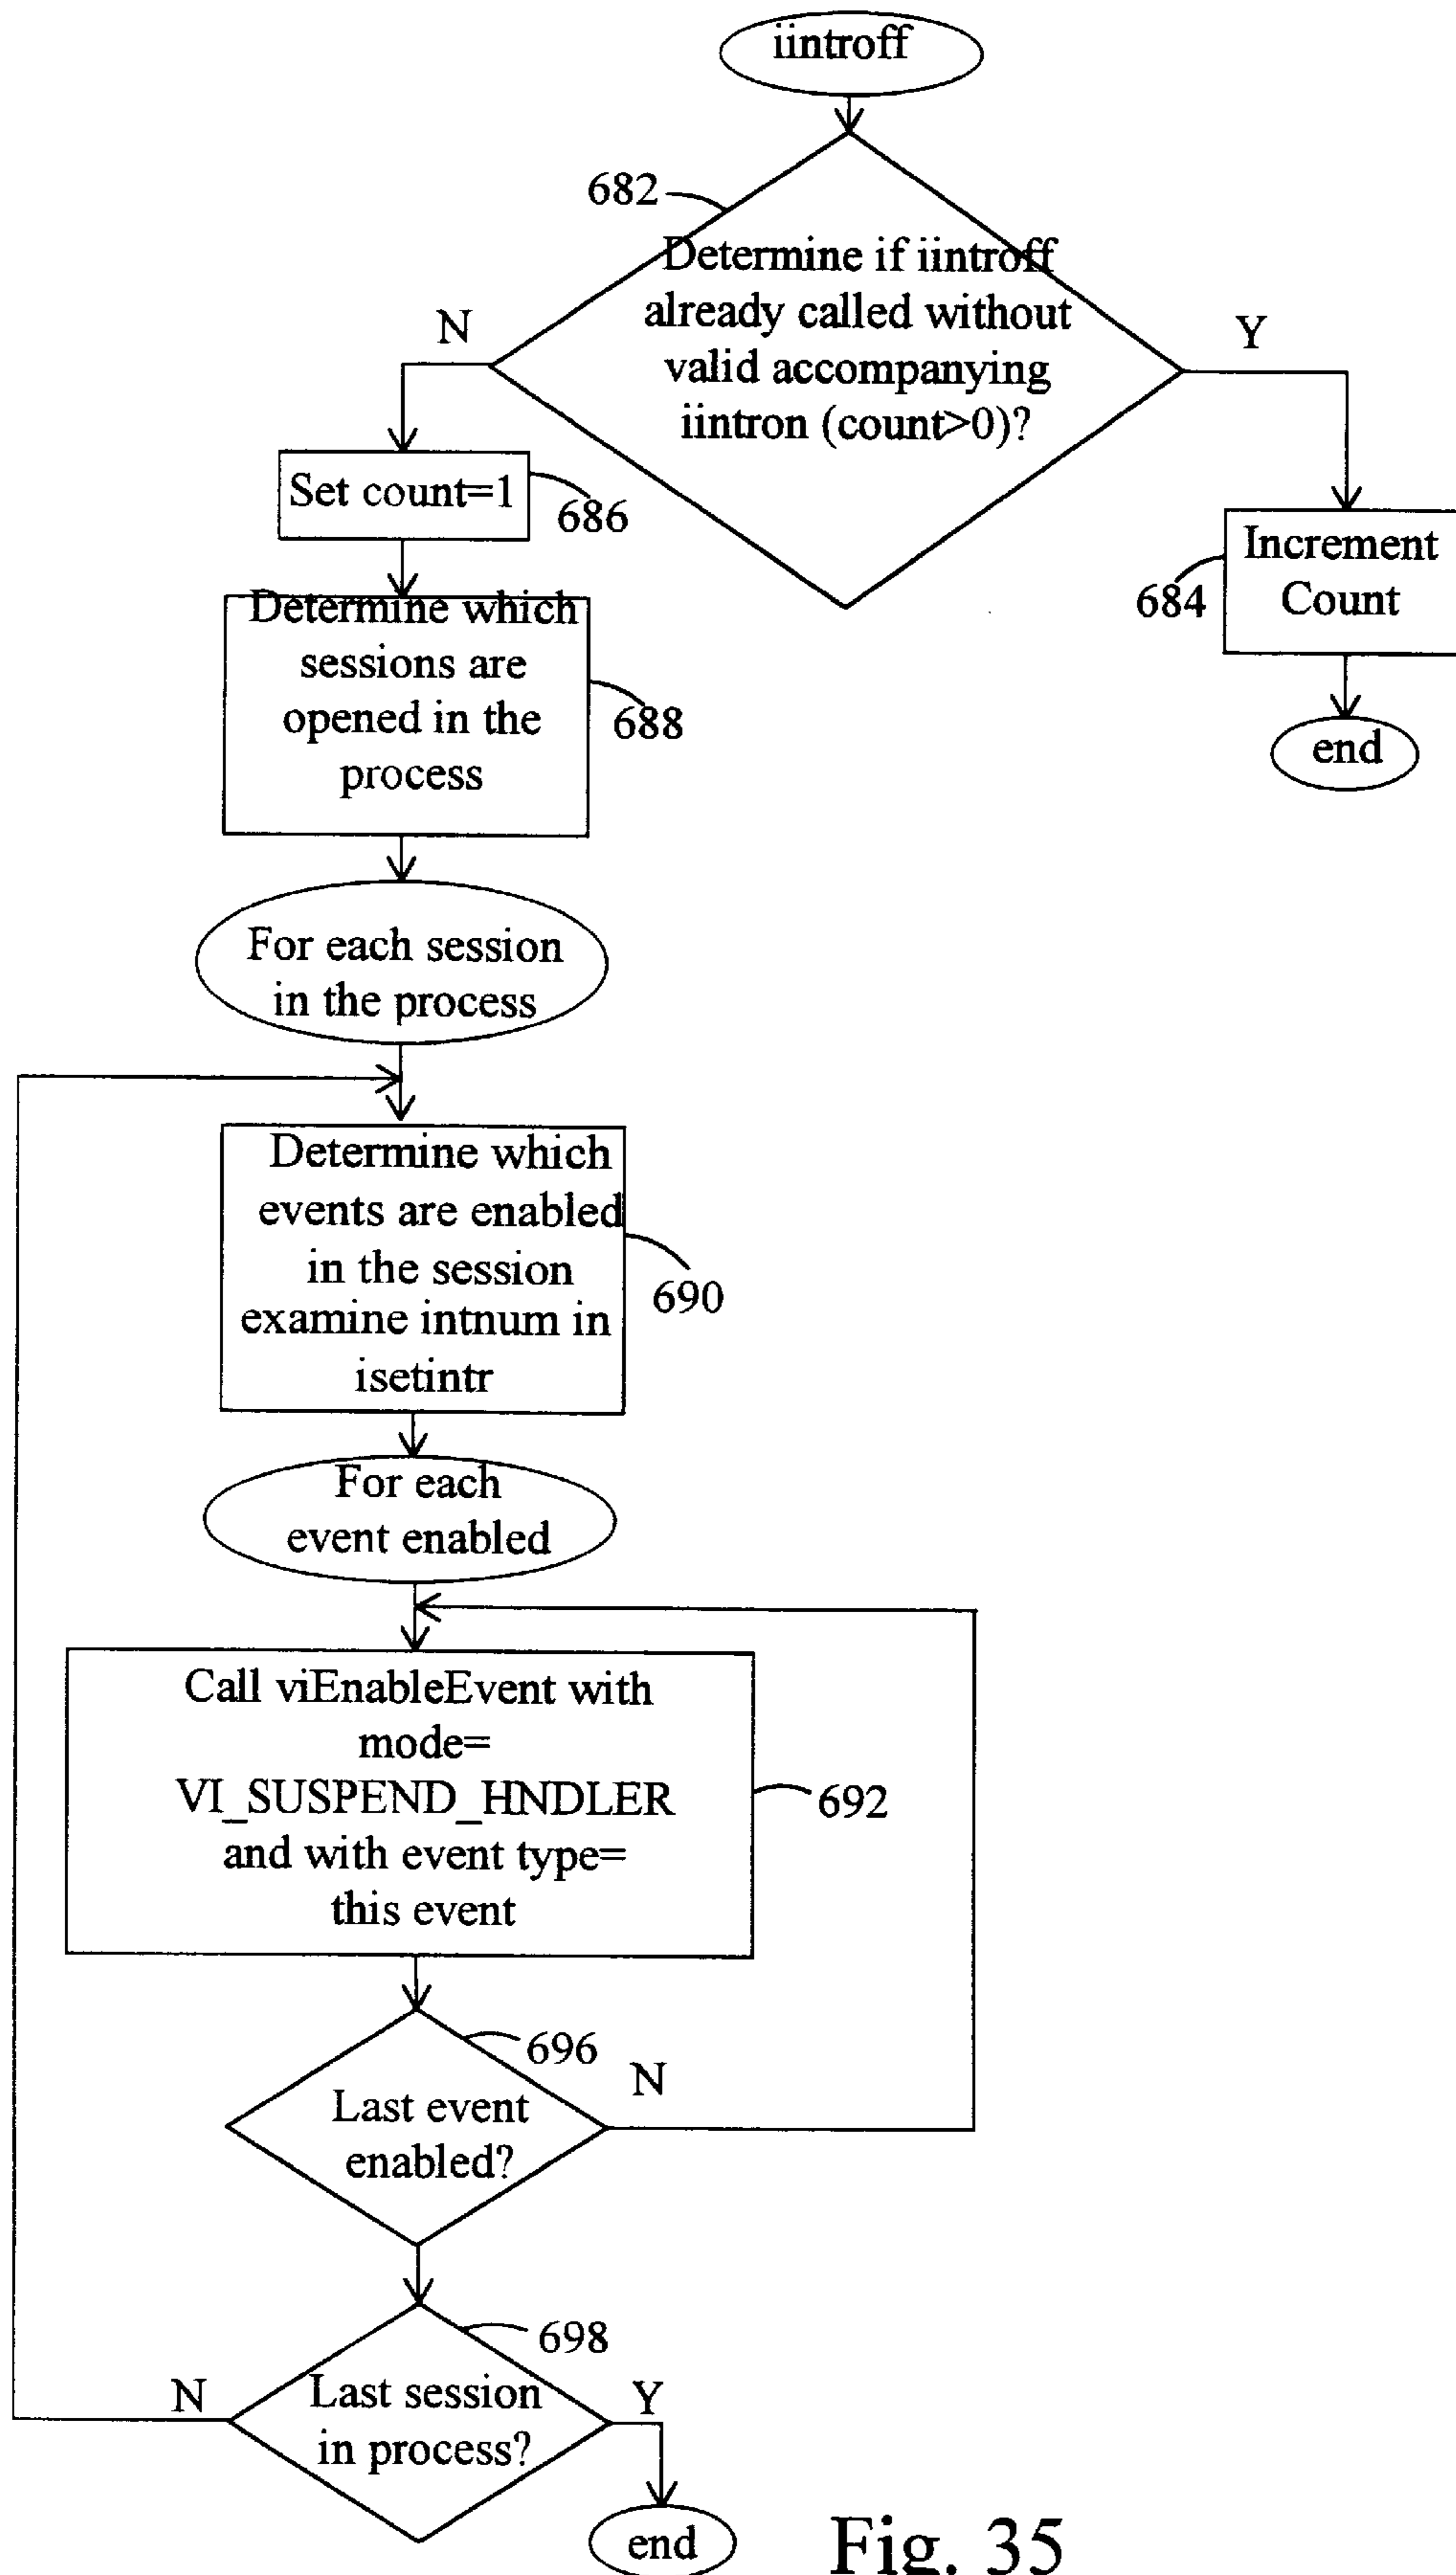 iintroff
682
Determine if iintroff
already called without
valid accompanying
iintron (count>0)?
N
Y
Set count=1
686
Increment
Count
684
end
Determine which
sessions are
opened in the
process
688
For each session
in the process
Determine which
events are enabled
in the session
examine intnum in
isetintr
690
For each
event enabled
Call viEnableEvent with
mode=
VI_SUSPEND_HNDLER
and with event type=
this event
692
696
N
Last event
enabled?
698
N
Last session
in process?
Y
end
Fig. 35